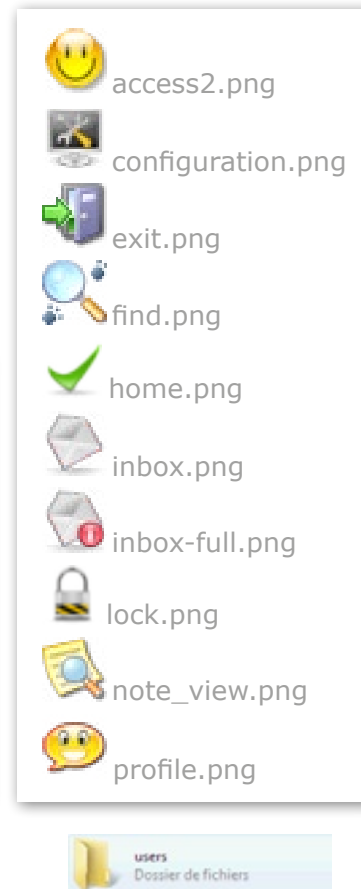 access2.png
configuration.png
exit.png
find.png
home.png
inbox.png
inbox-full.png
lock.png
note_view.png
profile.png
users
Dossier de fichiers